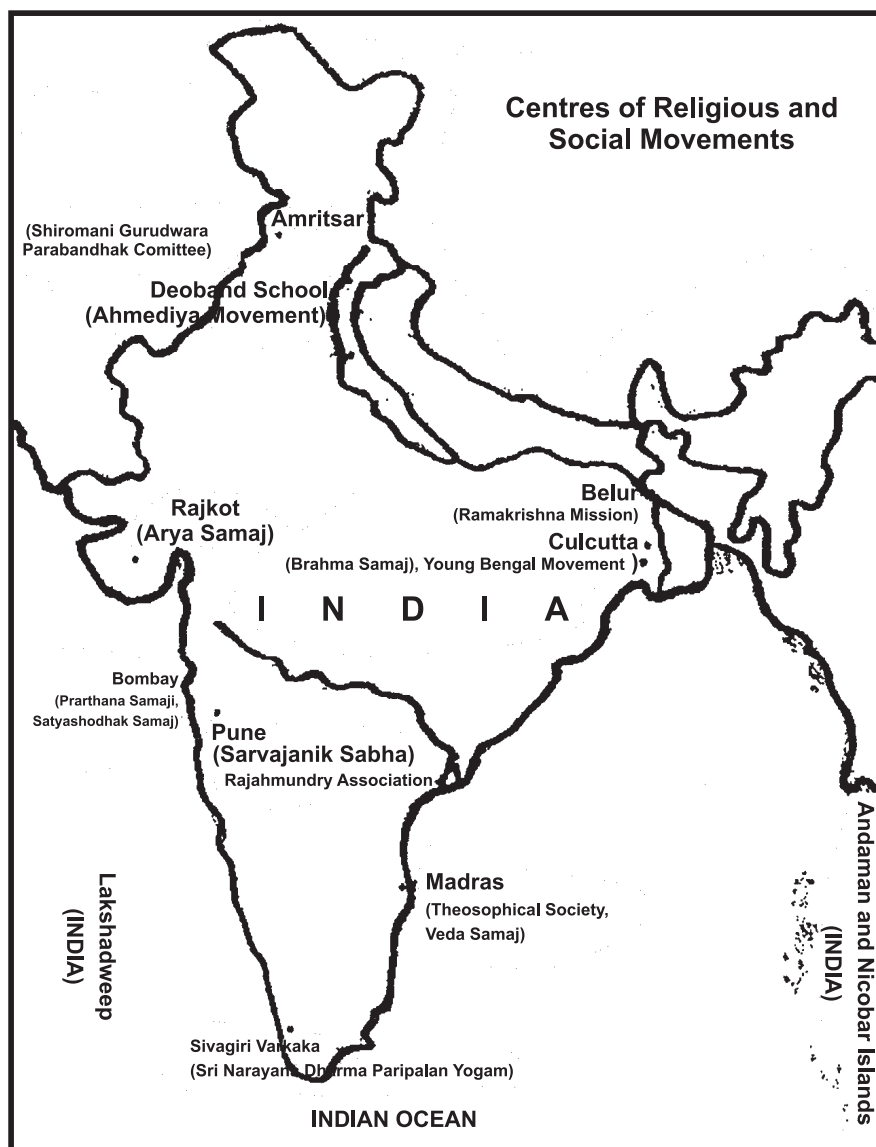 Centres of Religious and
Social Movements
Amritsar
(Shiromani Gurudwara
Parabandhak Comittee)
Deoband School
(Ahmediya Movement)
Belur
(Ramakrishna Mission)
Rajkot
(Arya Samaj)
Culcutta
(Brahma Samaj), Young Bengal Movement )
I N D I A
Bombay
(Prarthana Samaji,
Satyashodhak Samaj)
Pune
(Sarvajanik Sabha)
Rajahmundry Association
Madras
(Theosophical Society,
Veda Samaj)
Lakshadweep
(INDIA)
Andaman and Nicobar Islands
(INDIA)
Sivagiri Varkaka
(Sri Narayana Dharma Paripalan Yogam)
INDIAN OCEAN